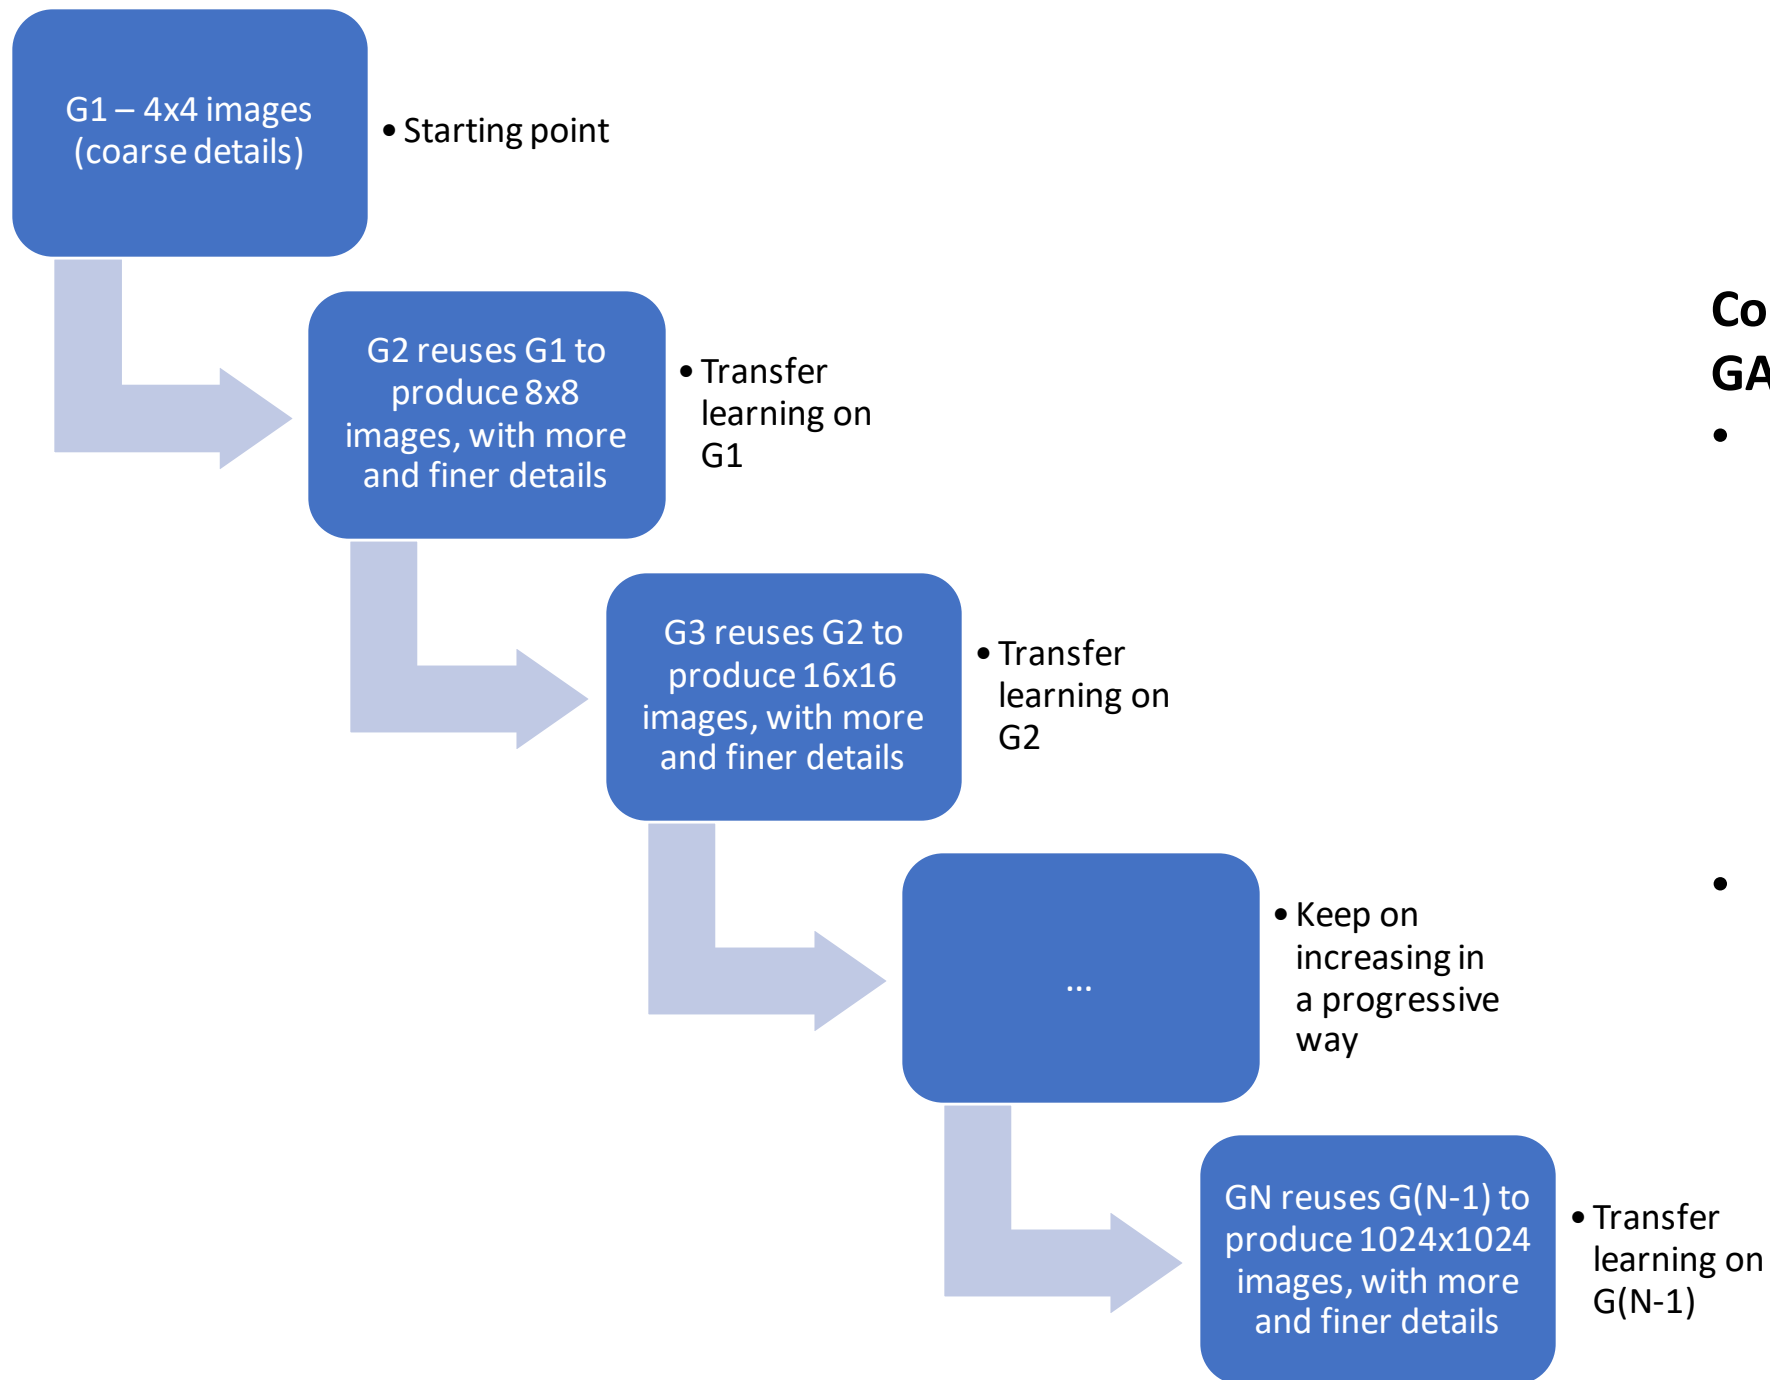 G1 – 4x4 images
(coarse details)
• Starting point
G2 reuses G1 to
produce 8x8
images, with more
and finer details
• Transfer
learning on
G1
G3 reuses G2 to
produce 16x16
images, with more
and finer details
• Transfer
learning on
G2
...
• Keep on
increasing in
a progressive
way
GN reuses G(N-1) to
produce 1024x1024
images, with more
and finer details
• Transfer
learning on
G(N-1)
Co
GA
•
•